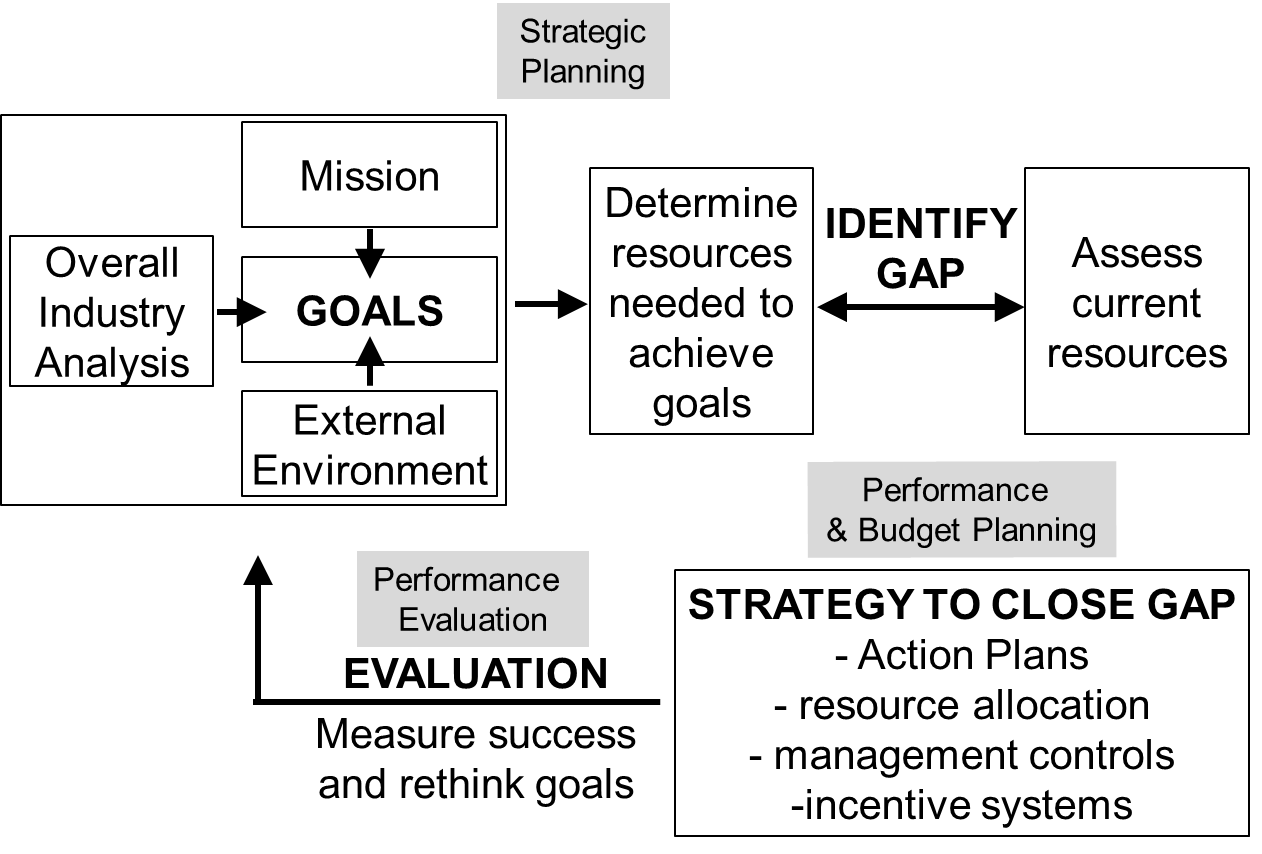 Strategic
Planning
Mission
Overall
Industry
Analysis
GOALS
External
Environment
Determine
resources
needed to
achieve
goals
IDENTIFY
GAP
Assess
current
resources
Performance
& Budget Planning
STRATEGY TO CLOSE GAP
- Action Plans
- resource allocation
- management controls
-incentive systems
Performance
Evaluation
EVALUATION
Measure success
and rethink goals